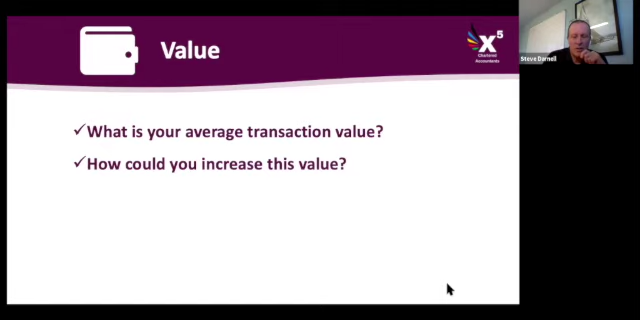 Value
x5
Chartered
Accountants
Steve Darnell
✓What is your average transaction value?
✓How could you increase this value?